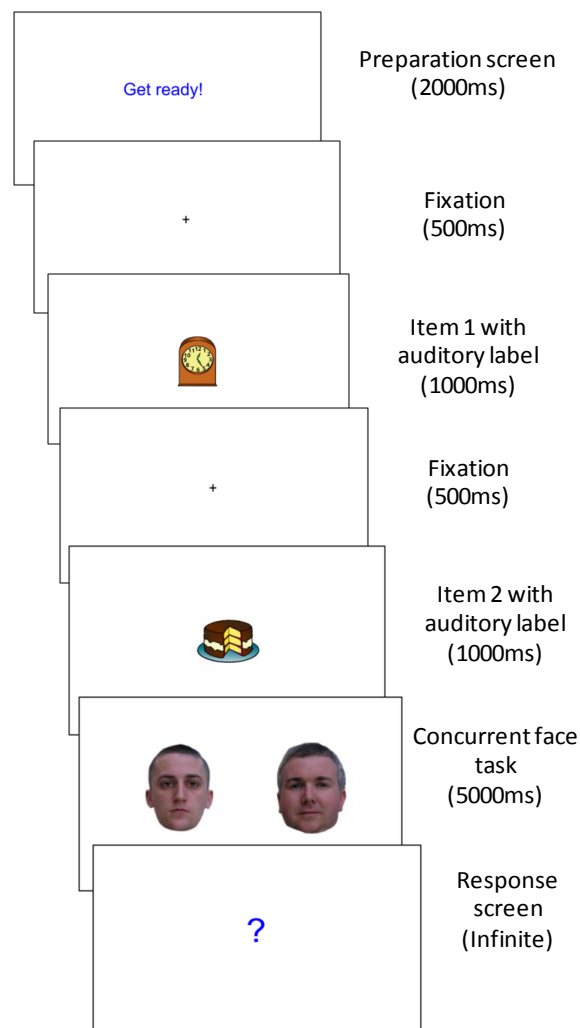 Get ready!
Preparation screen
(2000ms)
+
Fixation
(500ms)
Item 1 with
auditory label
(1000ms)
+
Fixation
(500ms)
Item 2 with
auditory label
(1000ms)
Concurrent face
task
(5000ms)
?
Response
screen
(Infinite)